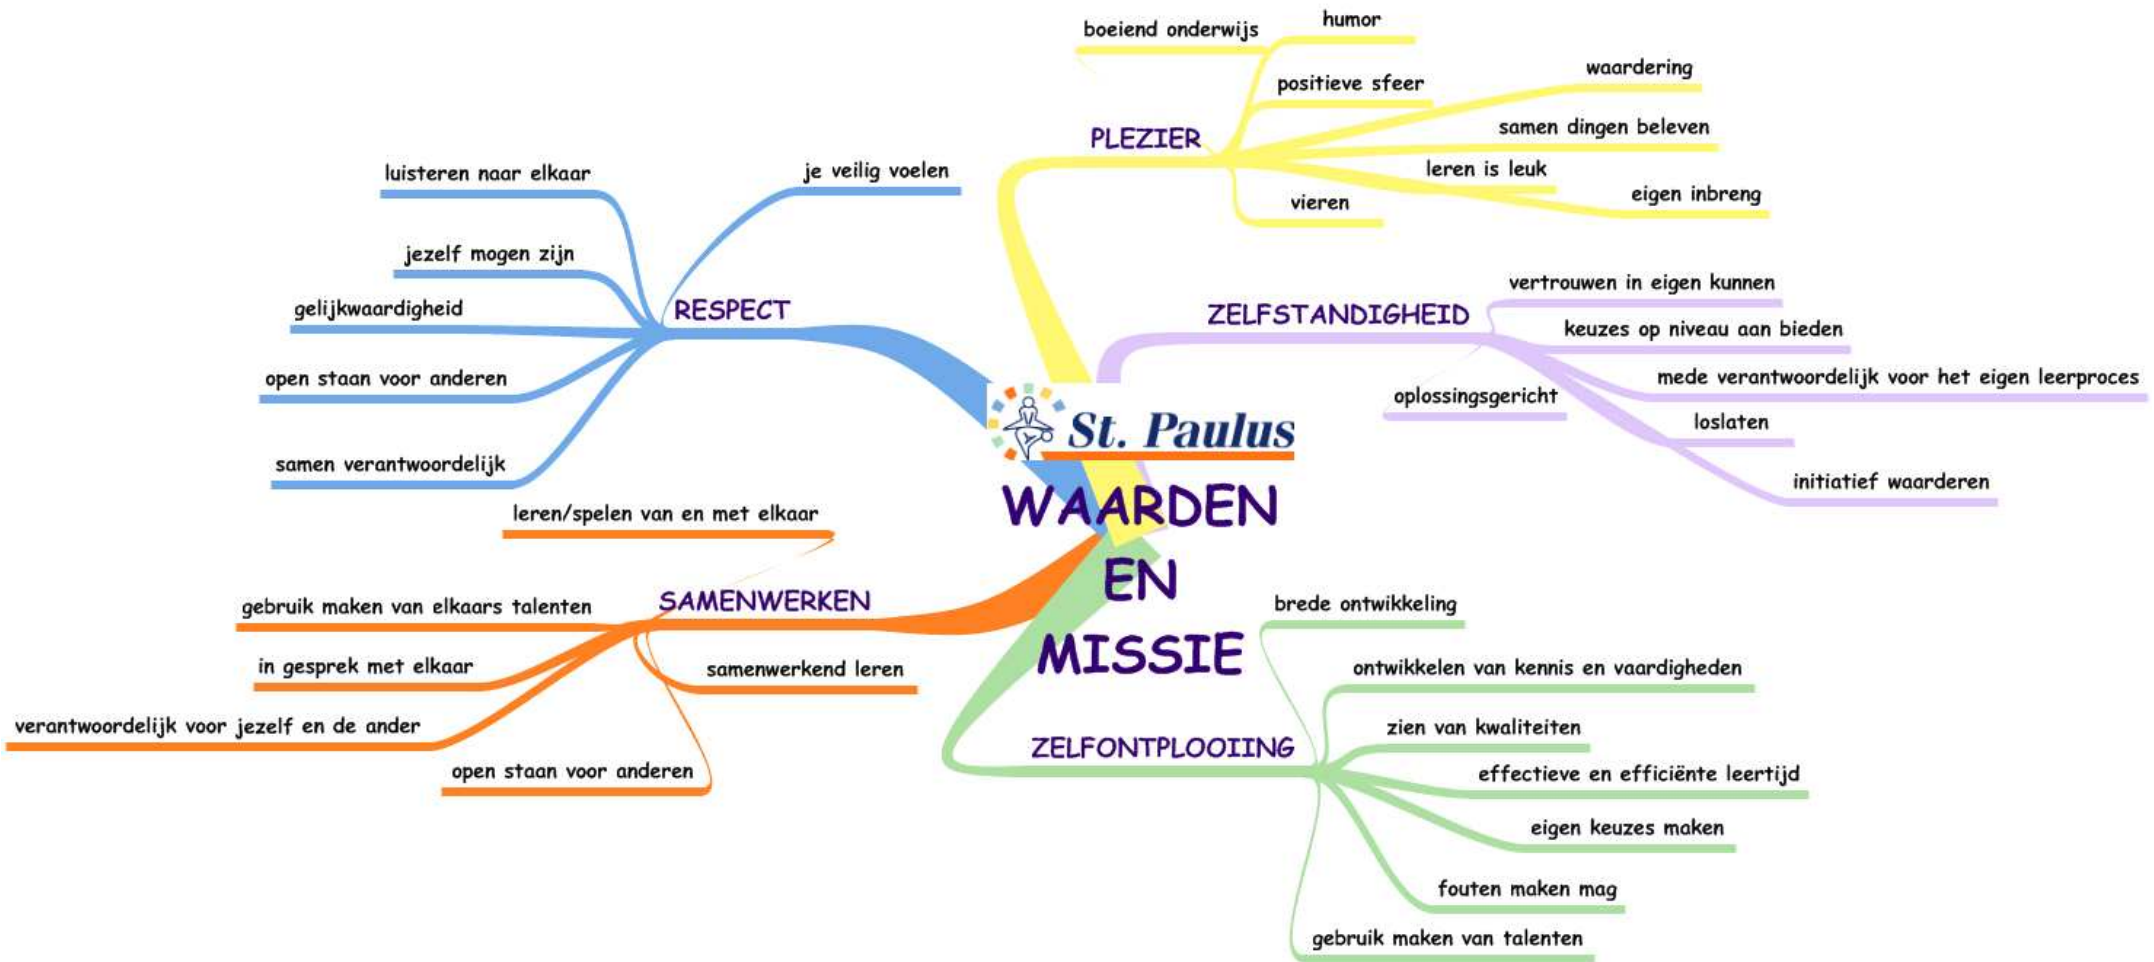 St. Paulus
WAARDEN
EN
MISSIE
PLEZIER
boeiend onderwijs
humor
positieve sfeer
waardering
samen dingen beleven
leren is leuk
eigen inbreng
vieren
ZELFSTANDIGHEID
vertrouwen in eigen kunnen
keuzes op niveau aan bieden
mede verantwoordelijk voor het eigen leerproces
loslaten
initiatief waarderen
oplossingsgericht
ZELFONTPLOOIING
brede ontwikkeling
ontwikkelen van kennis en vaardigheden
zien van kwaliteiten
effectieve en efficiënte leertijd
eigen keuzes maken
fouten maken mag
gebruik maken van talenten
SAMENWERKEN
leren/spelen van en met elkaar
gebruik maken van elkaars talenten
in gesprek met elkaar
verantwoordelijk voor jezelf en de ander
open staan voor anderen
samenwerkend leren
RESPECT
je veilig voelen
luisteren naar elkaar
jezelf mogen zijn
gelijkwaardigheid
open staan voor anderen
samen verantwoordelijk